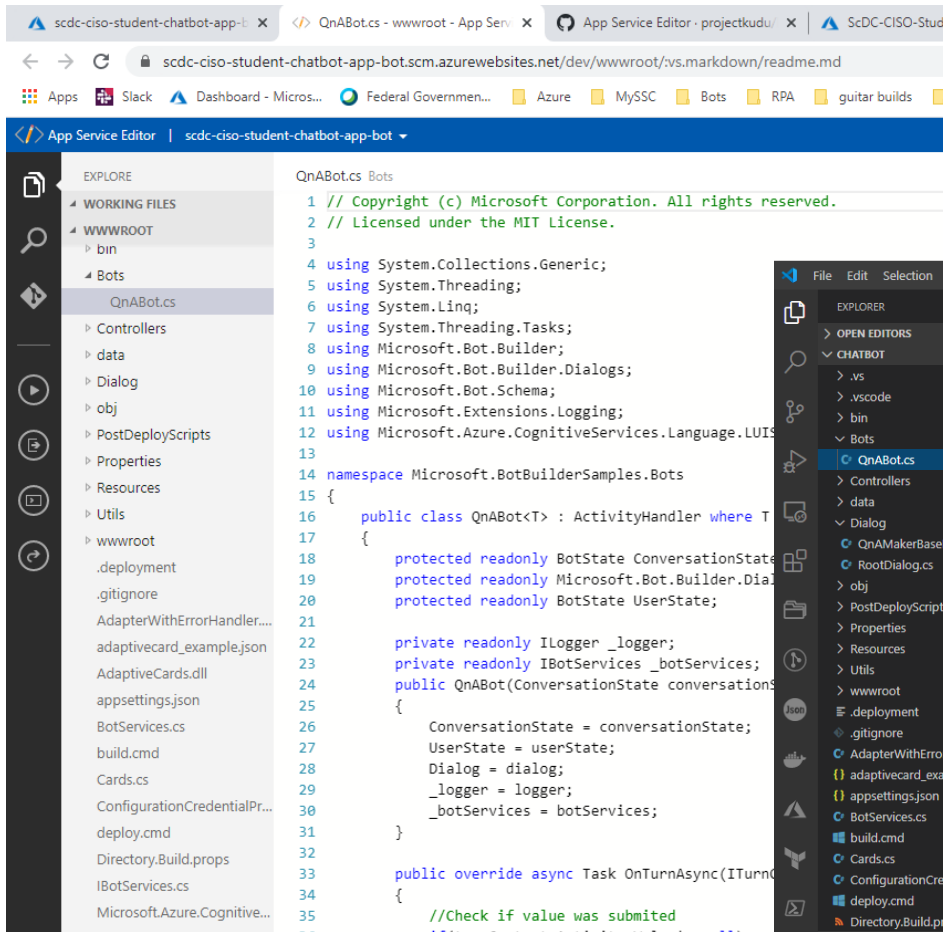 scdc-ciso-student-chatbot-app-b
QnABot.cs - wwwroot - App Serv
App Service Editor · projectkudu/
ScDC-CISO-Stud
scdc-ciso-student-chatbot-app-bot.scm.azurewebsites.net/dev/wwwroot/:vs.markdown/readme.md
Apps Slack Dashboard - Micros... Federal Governmen... Azure MySSC Bots RPA guitar builds
App Service Editor | scdc-ciso-student-chatbot-app-bot
EXPLORE
WORKING FILES
WWWROOT
bin
Bots
QnABot.cs
Controllers
data
Dialog
obj
PostDeployScripts
Properties
Resources
Utils
wwwroot
.deployment
.gitignore
AdapterWithErrorHandler....
adaptivecard_example.json
AdaptiveCards.dll
appsettings.json
BotServices.cs
build.cmd
Cards.cs
ConfigurationCredentialPr...
deploy.cmd
Directory.Build.props
IBotServices.cs
Microsoft.Azure.Cognitive...
QnABot.cs Bots
1 // Copyright (c) Microsoft Corporation. All rights reserved.
2 // Licensed under the MIT License.
3
4 using System.Collections.Generic;
5 using System.Threading;
6 using System.Linq;
7 using System.Threading.Tasks;
8 using Microsoft.Bot.Builder;
9 using Microsoft.Bot.Builder.Dialogs;
10 using Microsoft.Bot.Schema;
11 using Microsoft.Extensions.Logging;
12 using Microsoft.Azure.CognitiveServices.Language.LUIS
13
14 namespace Microsoft.BotBuilderSamples.Bots
15 {
16 public class QnABot<T> : ActivityHandler where T
17 {
18 protected readonly BotState ConversationState
19 protected readonly Microsoft.Bot.Builder.Dial
20 protected readonly BotState UserState;
21
22 private readonly ILogger _logger;
23 private readonly IBotServices _botServices;
24 public QnABot(ConversationState conversationS
25 {
26 ConversationState = conversationState;
27 UserState = userState;
28 Dialog = dialog;
29 _logger = logger;
30 _botServices = botServices;
31 }
32
33 public override async Task OnTurnAsync(ITurnC
34 {
35 //Check if value was submited
File Edit Selection
EXPLORER
OPEN EDITORS
CHATBOT
.vs
.vscode
bin
Bots
QnABot.cs
Controllers
data
Dialog
QnAMakerBase
RootDialog.cs
obj
PostDeployScript
Properties
Resources
Utils
wwwroot
.deployment
.gitignore
AdapterWithErro
{} adaptivecard_exa
{} appsettings.json
BotServices.cs
build.cmd
Cards.cs
ConfigurationCre
deploy.cmd
Directory.Build.pr
Json